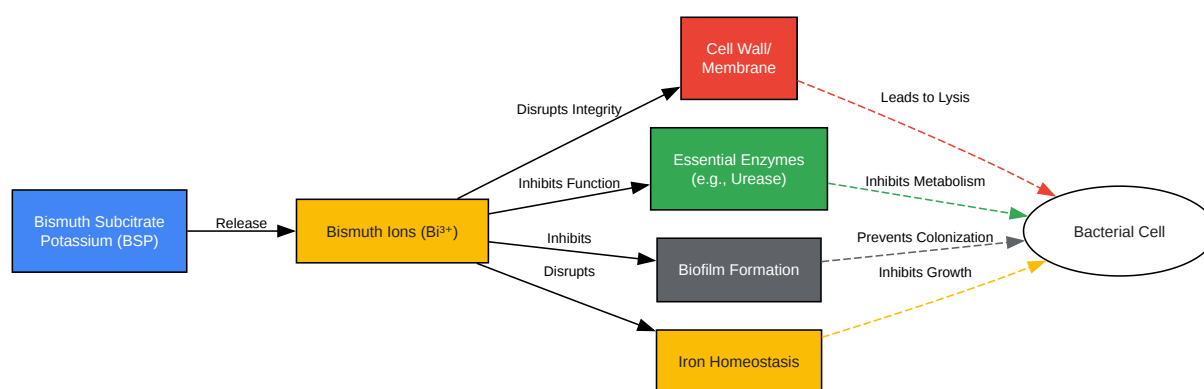 Bismuth Subcitrate
Potassium (BSP)
Release
Bismuth Ions (Bi³⁺)
Disrupts Integrity
Inhibits Function
Inhibits
Disrupts
Cell Wall/
Membrane
Essential Enzymes
(e.g., Urease)
Biofilm Formation
Iron Homeostasis
Leads to Lysis
Inhibits Metabolism
Prevents Colonization
Inhibits Growth
Bacterial Cell